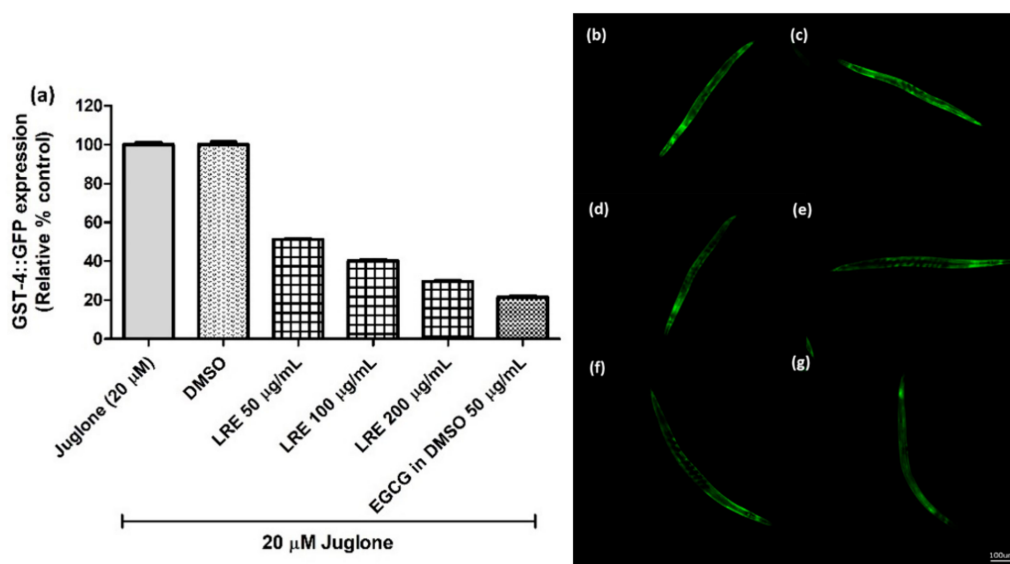 (a)
GST-4::GFP expression
(Relative % control)
120
100
80
60
40
20
0
Juglone (20 µM)
DMSO
LRE 50 µg/mL
LRE 100 µg/mL
LRE 200 µg/mL
EGCG in DMSO 50 µg/mL
20 µM Juglone
(b)
(c)
(d)
(e)
(f)
(g)